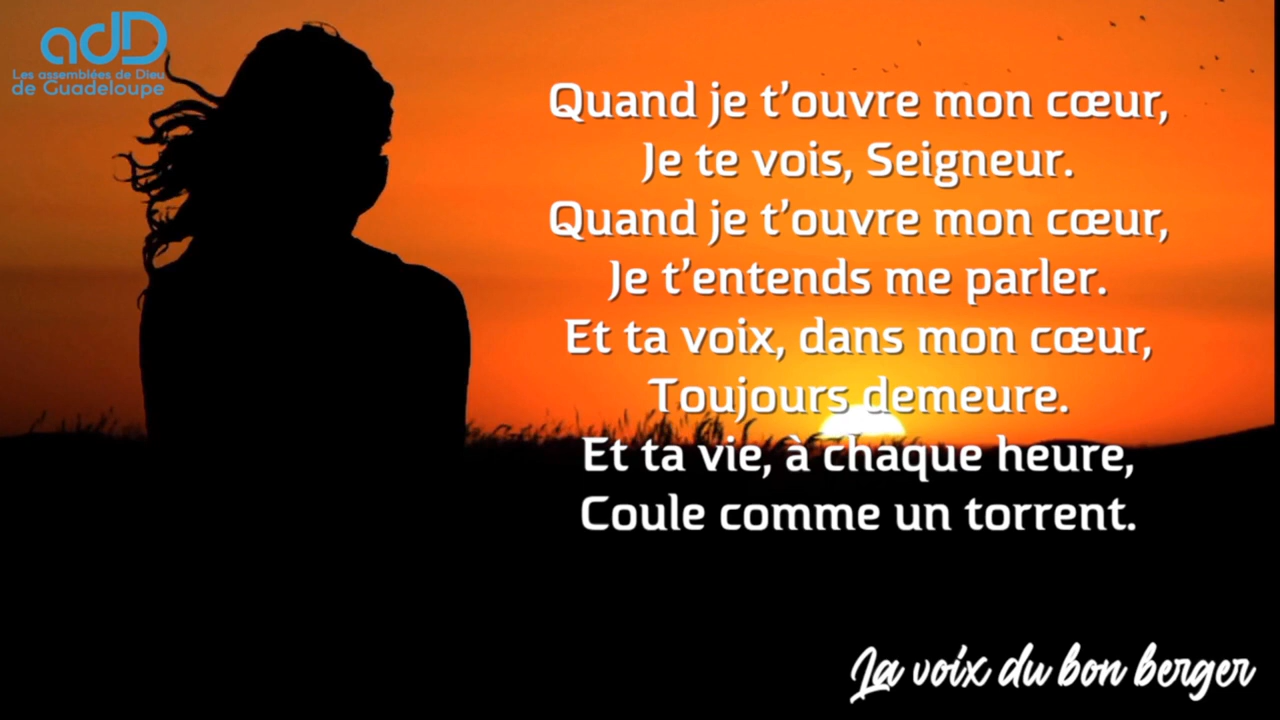 adD
Les assemblées de Dieu
de Guadeloupe
Quand je t’ouvre mon cœur,
Je te vois, Seigneur.
Quand je t’ouvre mon cœur,
Je t’entends me parler.
Et ta voix, dans mon cœur,
Toujours demeure.
Et ta vie, à chaque heure,
Coule comme un torrent.
La voix du bon berger